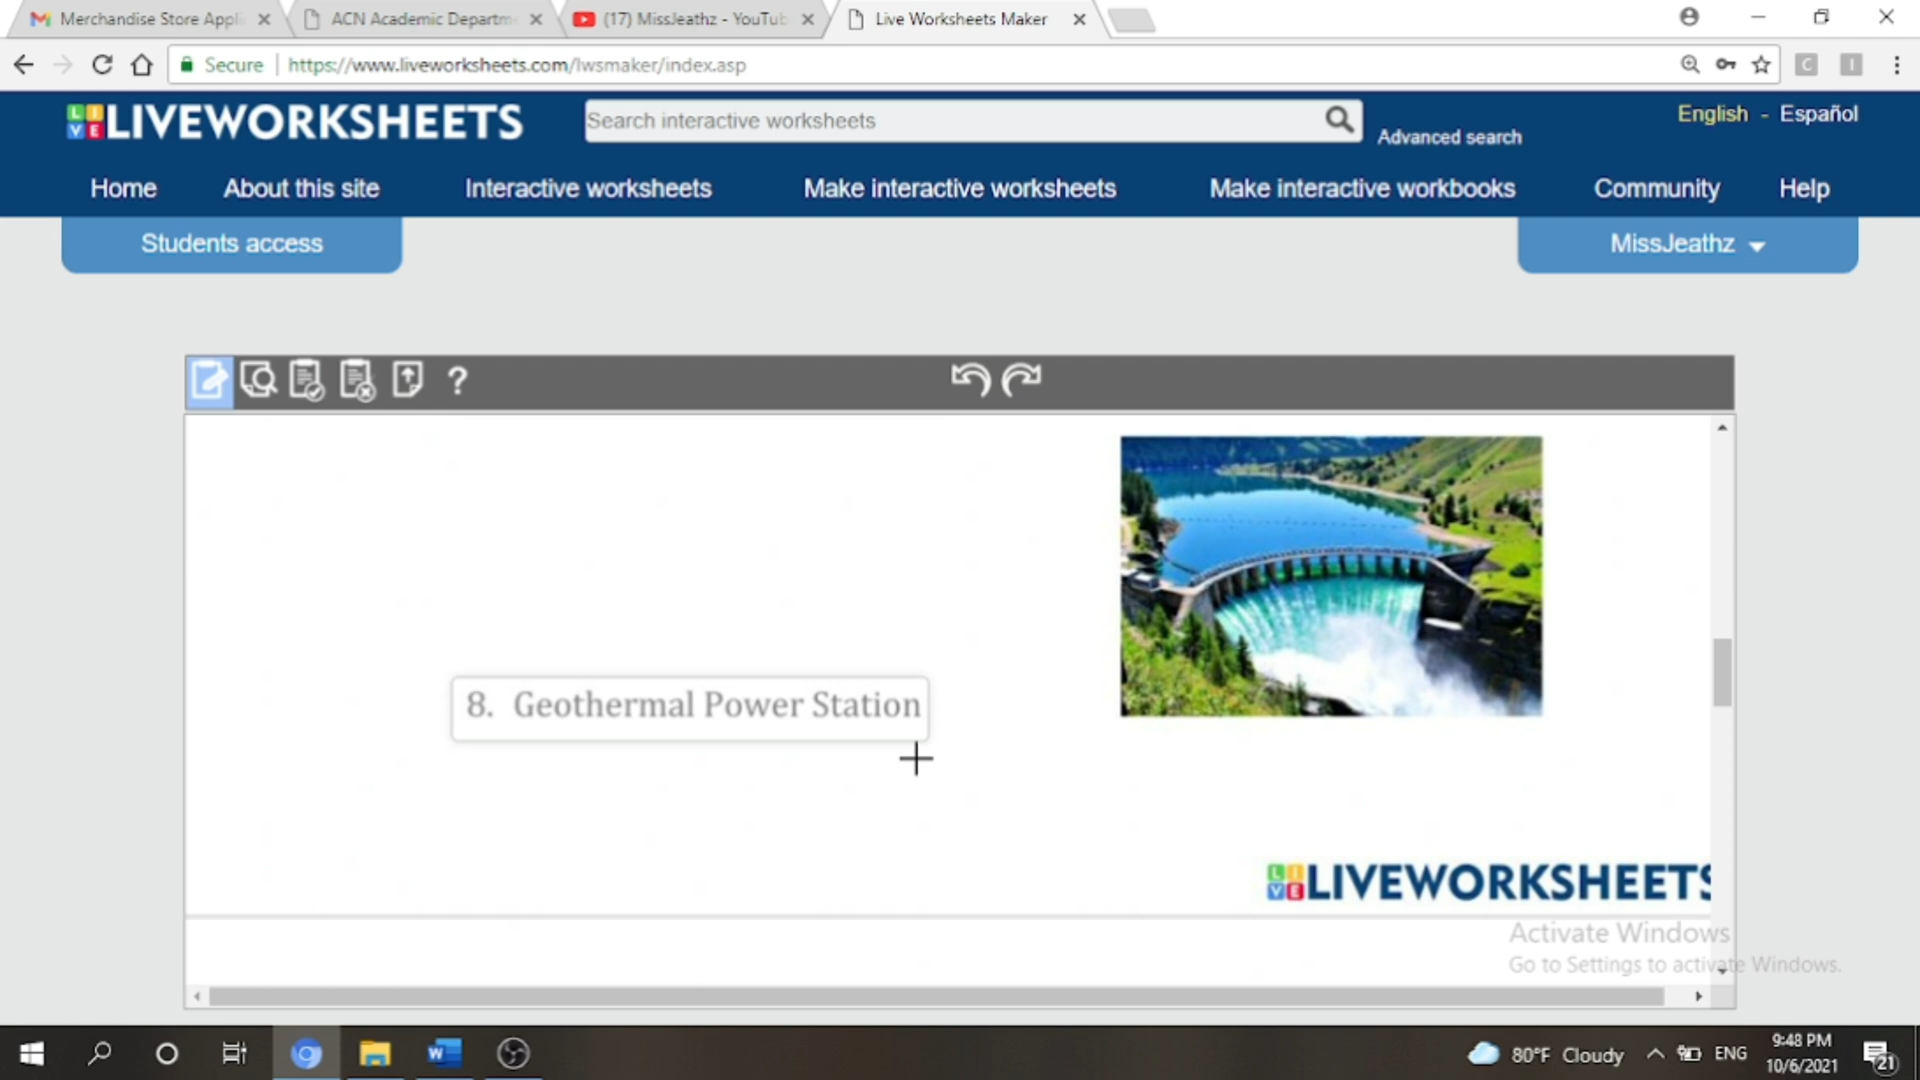 Merchandise Store Appli
ACN Academic Departm
(17) MissJeathz - YouTub
Live Worksheets Maker
Secure
https://www.liveworksheets.com/lwsmaker/index.asp
C
I
LIVE LIVEWORKSHEETS
Search interactive worksheets
Advanced search
English - Español
Home
About this site
Interactive worksheets
Make interactive worksheets
Make interactive workbooks
Community
Help
Students access
MissJeathz
?
8. Geothermal Power Station
LIVE LIVEWORKSHEETS
Activate Windows
Go to Settings to activate Windows.
80°F Cloudy
ENG
9:48 PM
10/6/2021
21